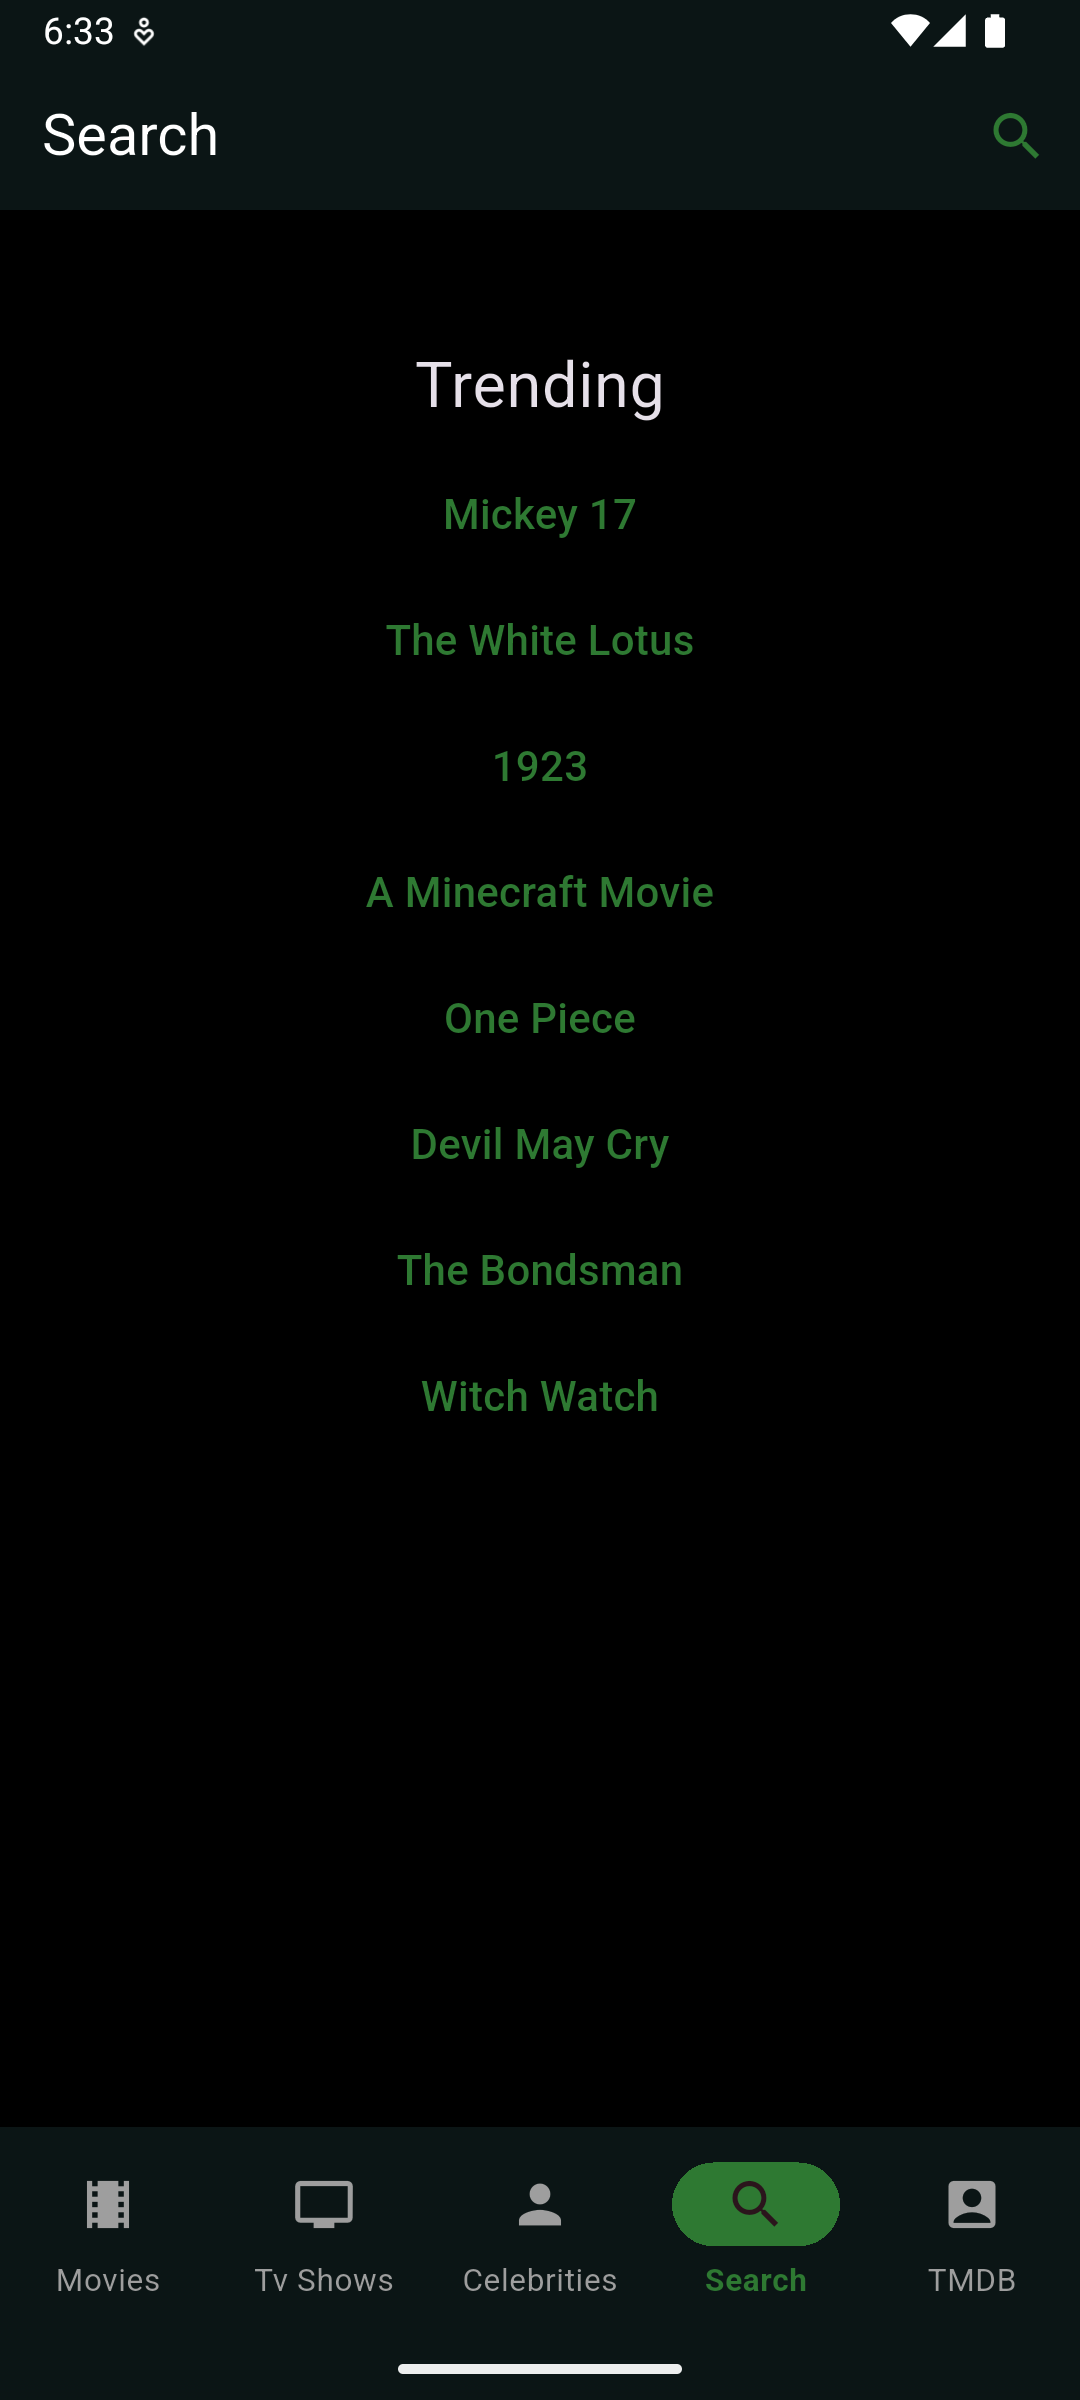 6:33
Search
Trending
Mickey 17
The White Lotus
1923
A Minecraft Movie
One Piece
Devil May Cry
The Bondsman
Witch Watch
Movies
Tv Shows
Celebrities
Search
TMDB